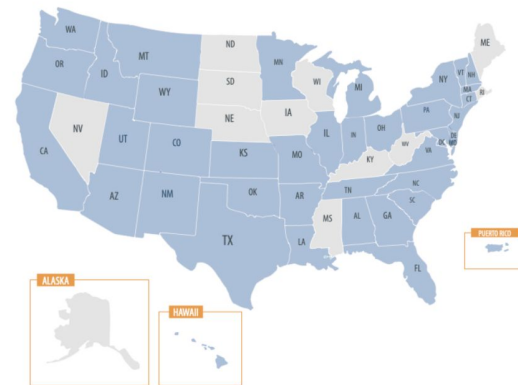 WA
MT
ND
MN
ME
OR
ID
SD
WI
MI
NY
VT
NH
MA
RI
CT
WY
IA
PA
NJ
NV
NE
IL
IN
OH
DC
MD
UT
CO
WV
VA
CA
KS
MO
KY
NC
TN
AZ
NM
OK
AR
SC
MS
AL
GA
TX
LA
PUERTO RICO
FL
ALASKA
HAWAII